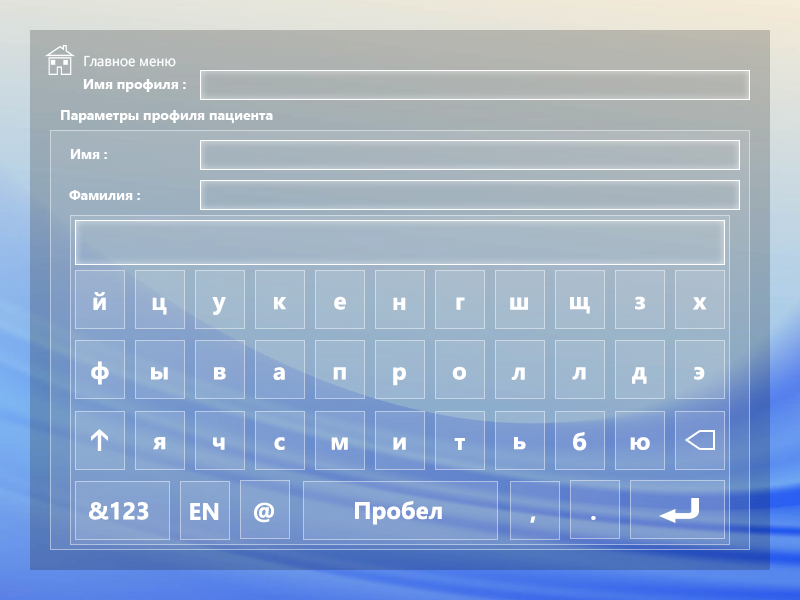 Главное меню
Имя профиля :
Параметры профиля пациента
Имя :
Фамилия :
й ц у к е н г ш щ з х
ф ы в а п р о л л д э
я ч с м и т ь б ю
&123 EN @ Пробел , .